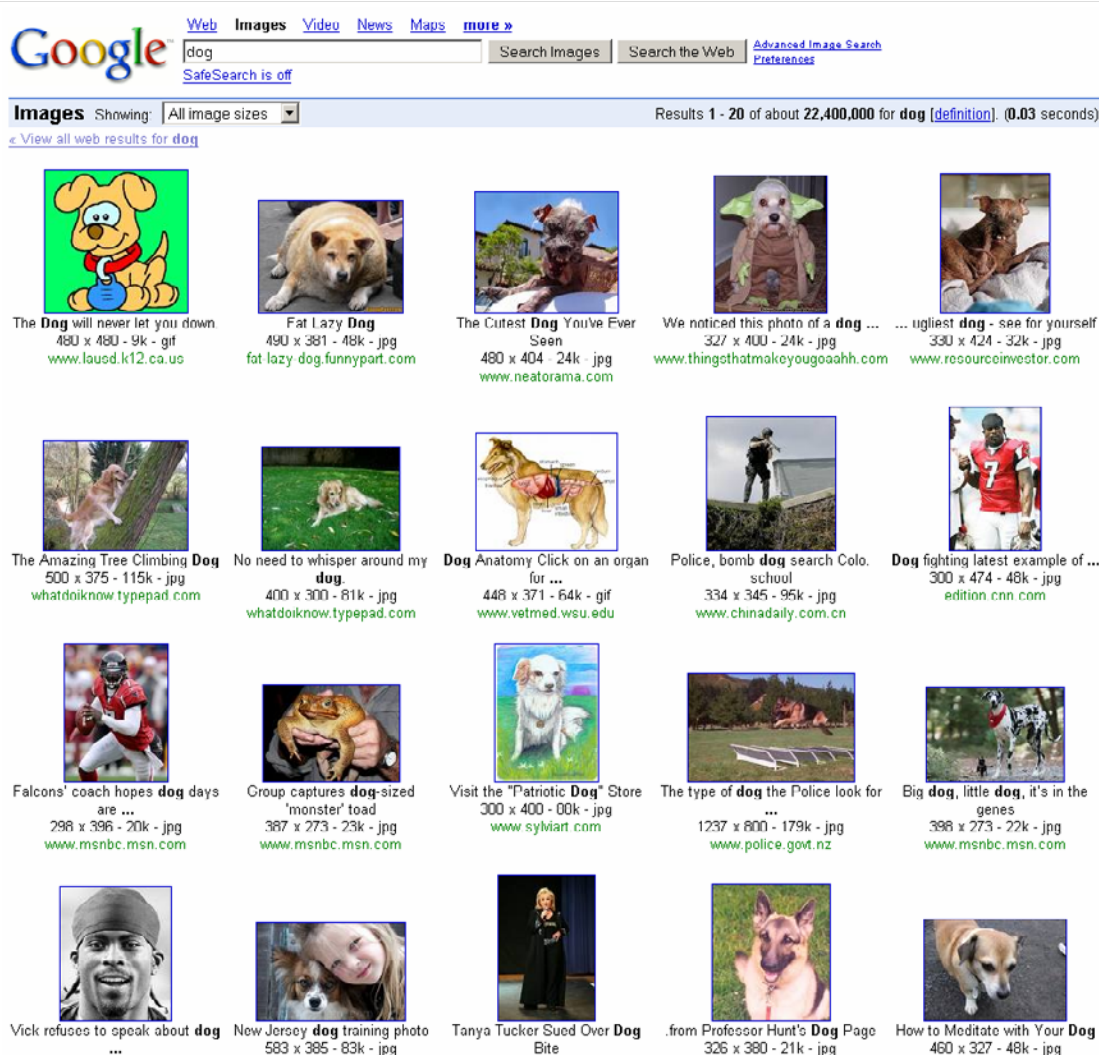 Google™
Web Images Video News Maps more »
dog
Search Images Search the Web
Advanced Image Search
Preferences
SafeSearch is off
Images Showing: All image sizes
Results 1 - 20 of about 22,400,000 for dog [definition]. (0.03 seconds)
« View all web results for dog
The Dog will never let you down.
480 x 480 - 9k - gif
www.lausd.k12.ca.us
Fat Lazy Dog
490 x 381 - 48k - jpg
fat-lazy-dog.funnypart.com
The Cutest Dog You've Ever
Seen
480 x 404 - 24k - jpg
www.neatorama.com
We noticed this photo of a dog ...
327 x 400 - 24k - jpg
www.thingsthatmakeyougoaahh.com
... ugliest dog - see for yourself
330 x 424 - 32k - jpg
www.resourceinvestor.com
The Amazing Tree Climbing Dog
500 x 375 - 115k - jpg
whatdoiknow.typepad.com
No need to whisper around my
dog.
400 x 300 - 81k - jpg
whatdoiknow.typepad.com
Dog Anatomy Click on an organ
for ...
448 x 371 - 64k - gif
www.vetmed.wsu.edu
Police, bomb dog search Colo.
school
334 x 345 - 95k - jpg
www.chinadaily.com.cn
7
Dog fighting latest example of ...
300 x 474 - 48k - jpg
edition.cnn.com
Falcons' coach hopes dog days
are ...
298 x 396 - 20k - jpg
www.msnbc.msn.com
Group captures dog-sized
'monster' toad
387 x 273 - 23k - jpg
www.msnbc.msn.com
Visit the "Patriotic Dog" Store
300 x 400 - 88k - jpg
www.sylviart.com
The type of dog the Police look for
...
1237 x 800 - 179k - jpg
www.police.govt.nz
Big dog, little dog, it's in the
genes
398 x 273 - 22k - jpg
www.msnbc.msn.com
Vick refuses to speak about dog
...
New Jersey dog training photo
583 x 385 - 83k - jpg
Tanya Tucker Sued Over Dog
Bite
.from Professor Hunt's Dog Page
326 x 380 - 21k - jpg
How to Meditate with Your Dog
460 x 327 - 48k - jpg